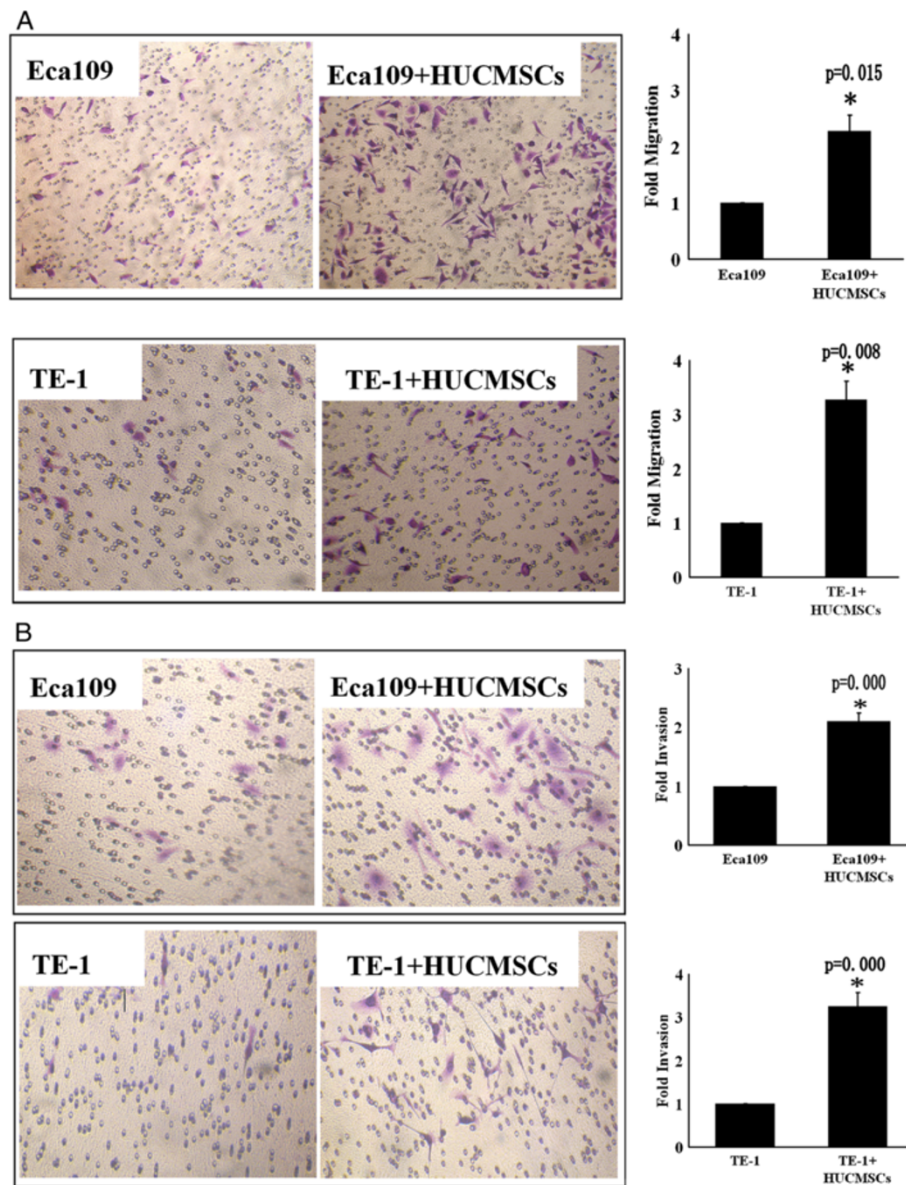 A
Eca109
Eca109+HUCMSCs
Fold Migration
4
3
2
1
0
p=0.015
*
Eca109
Eca109+
HUCMSCs
TE-1
TE-1+HUCMSCs
Fold Migration
4
3
2
1
0
p=0.008
*
TE-1
TE-1+
HUCMSCs
B
Eca109
Eca109+HUCMSCs
Fold Invasion
3
2
1
0
p=0.000
*
Eca109
Eca109+
HUCMSCs
TE-1
TE-1+HUCMSCs
Fold Invasion
4
3
2
1
0
p=0.000
*
TE-1
TE-1+
HUCMSCs